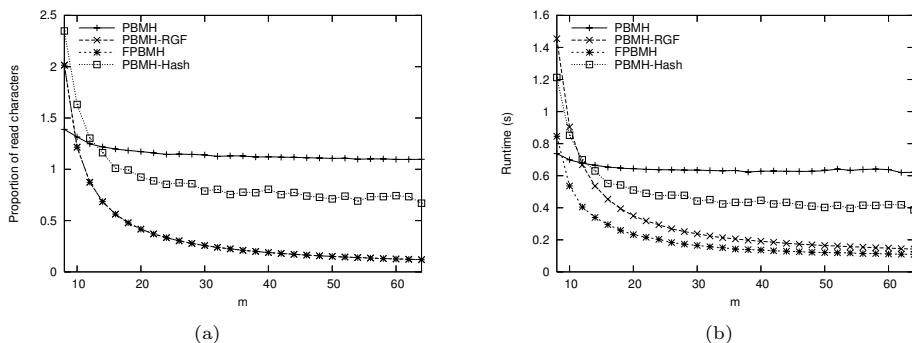 Proportion of read characters
2.5
2
1.5
1
0.5
0
PBMH
PBMH-RGF
FPBMH
PBMH-Hash
10 20 30 40 50 60
m
(a)
Runtime (s)
1.6
1.4
1.2
1
0.8
0.6
0.4
0.2
0
PBMH
PBMH-RGF
FPBMH
PBMH-Hash
10 20 30 40 50 60
m
(b)